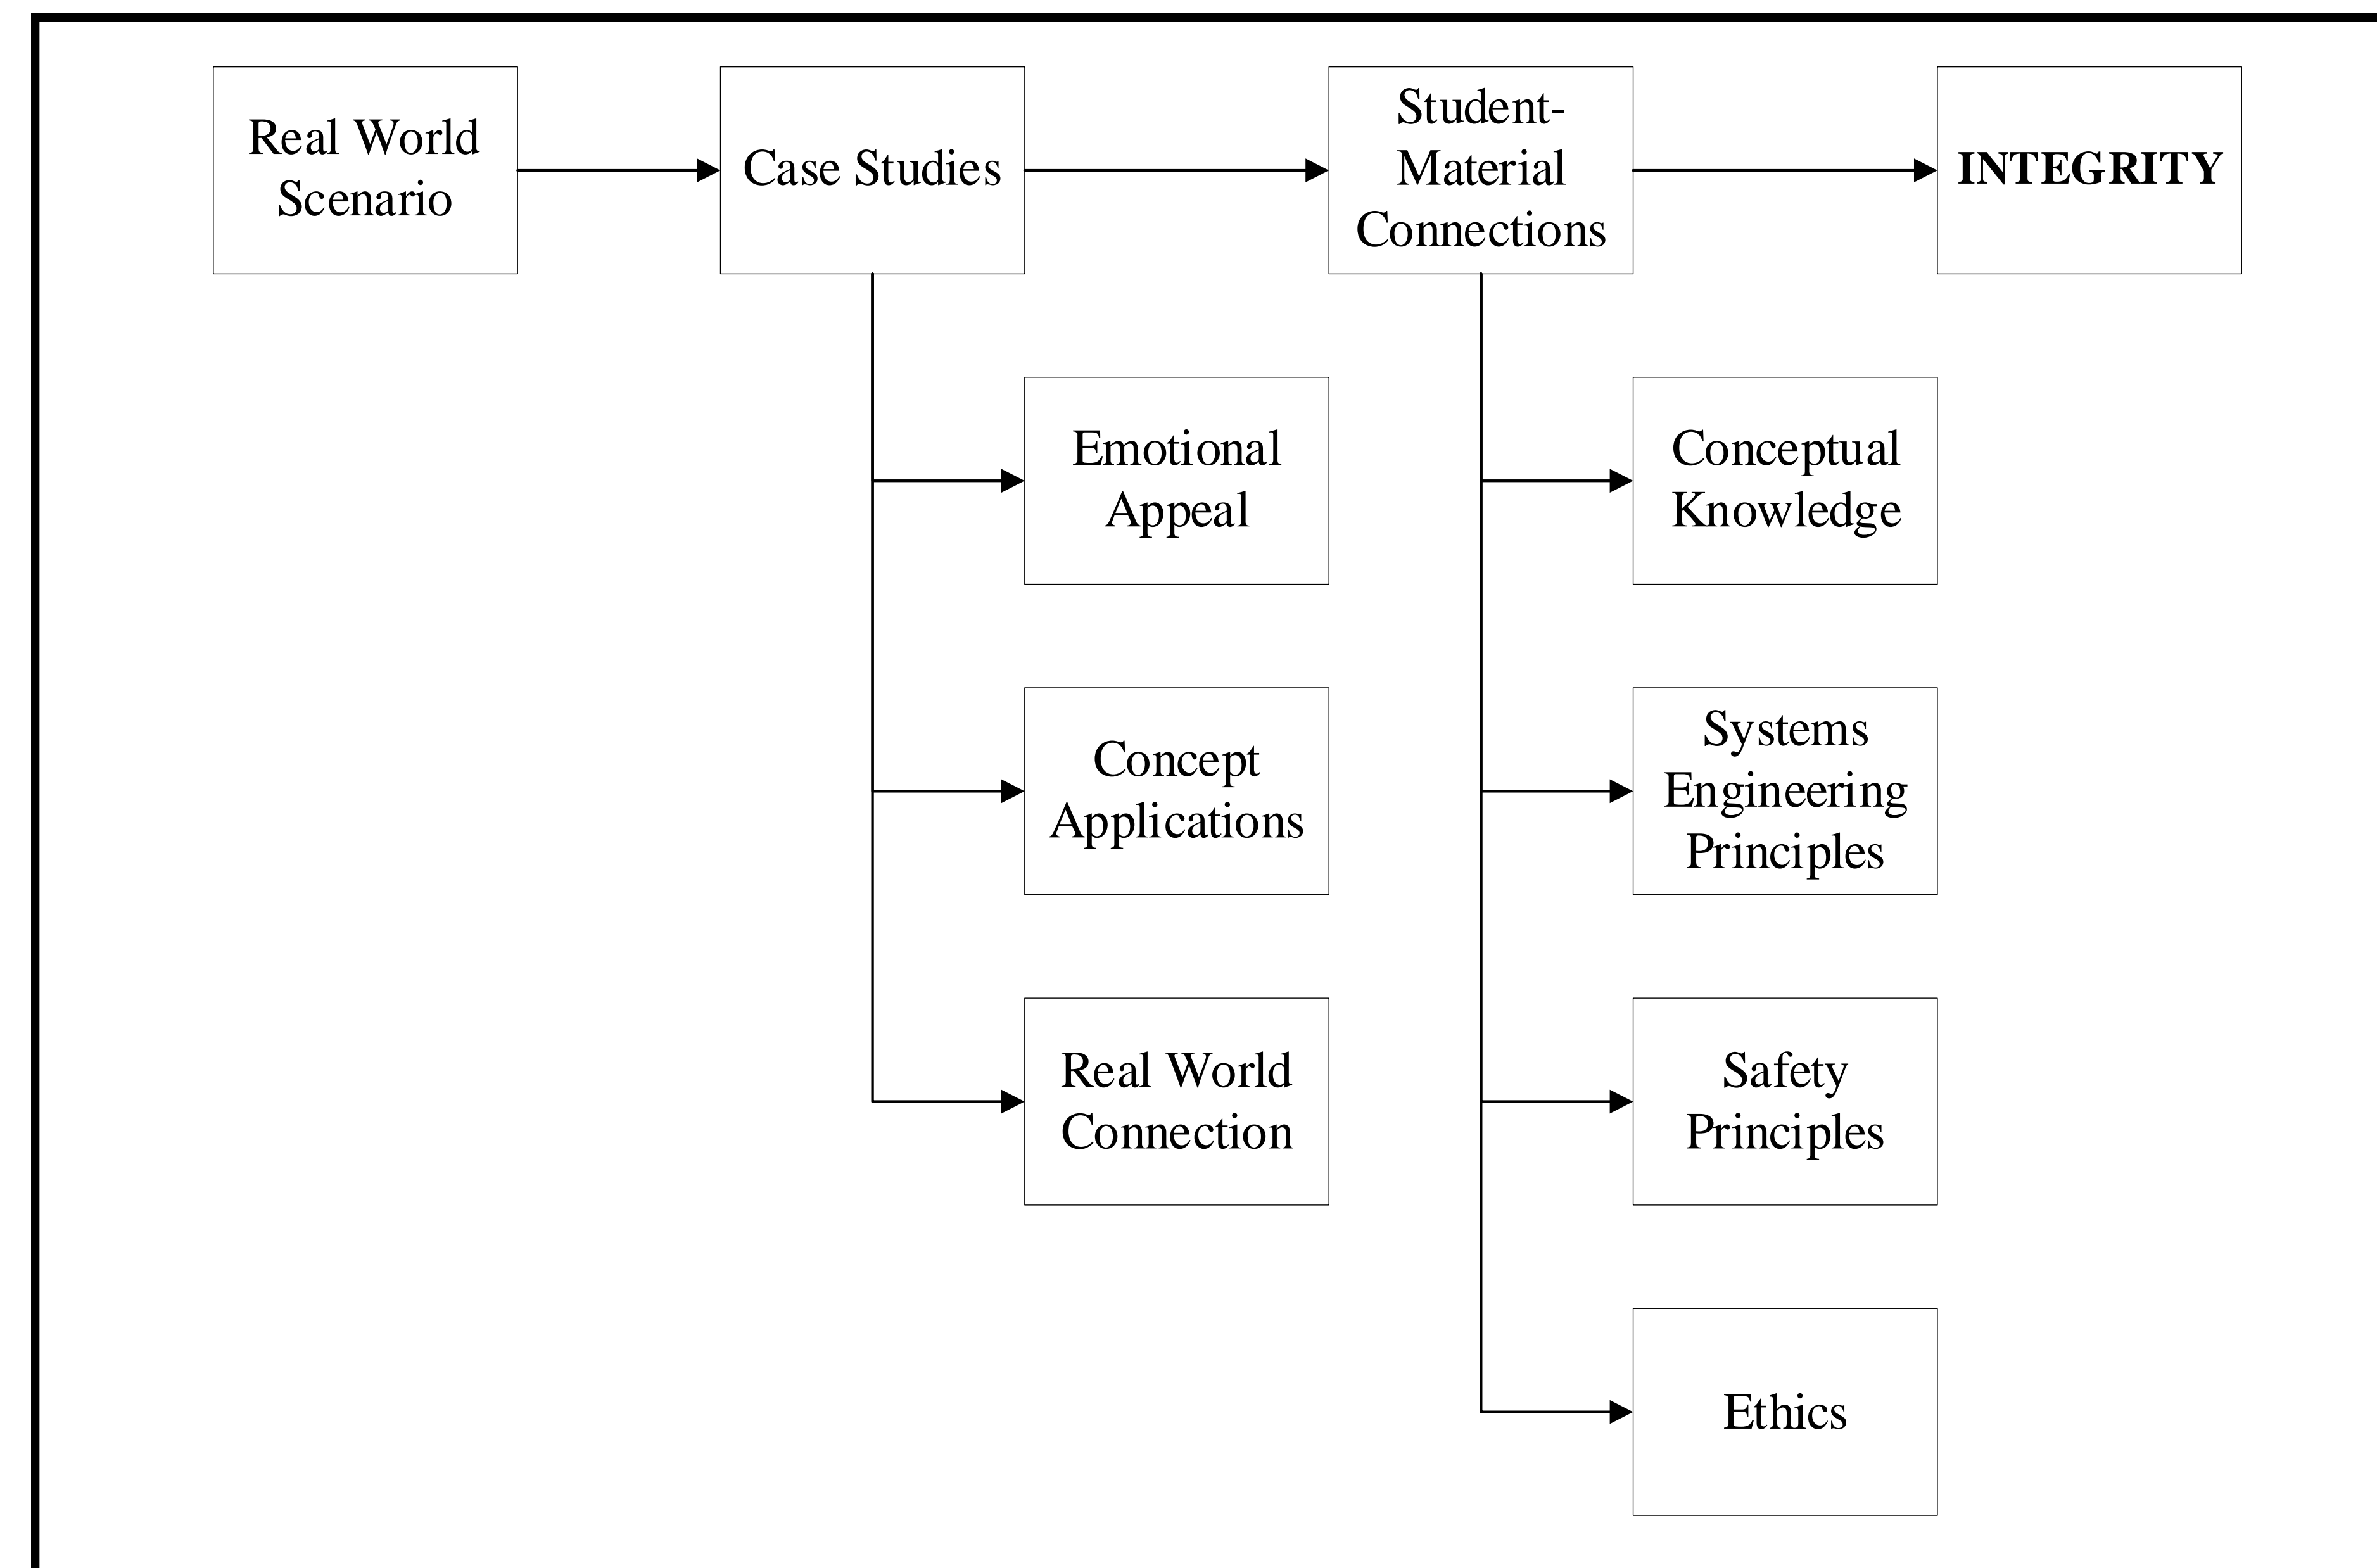 Real World
Scenario
Case Studies
Student-
Material
Connections
INTEGRITY
Emotional
Appeal
Conceptual
Knowledge
Concept
Applications
Systems
Engineering
Principles
Real World
Connection
Safety
Principles
Ethics